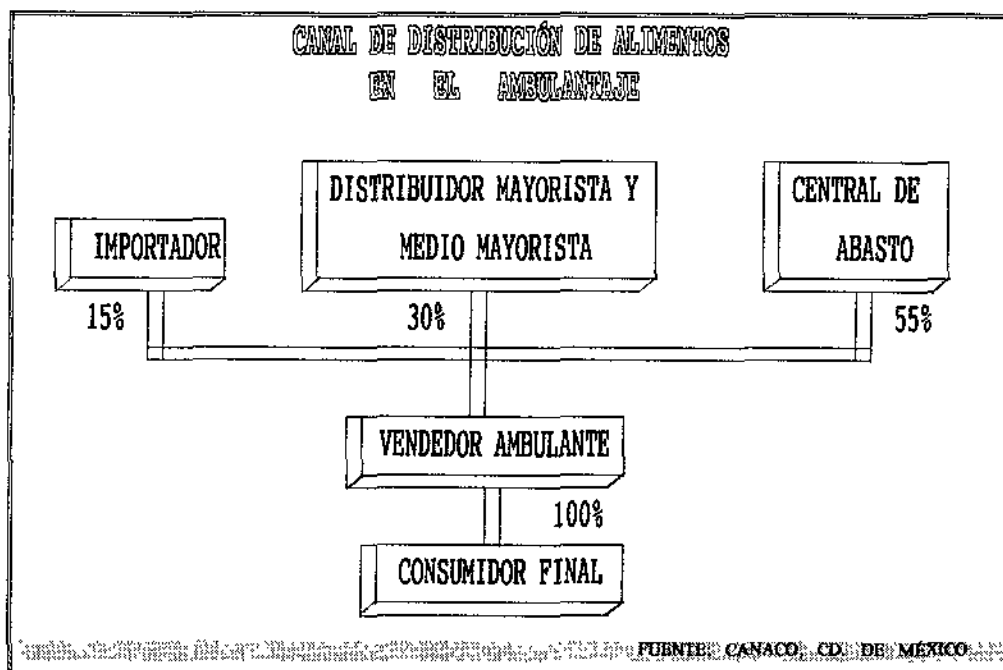 CANAL DE DISTRIBUCIÓN DE ALIMENTOS
EN EL AMBULANTAJE
IMPORTADOR
15%
DISTRIBUIDOR MAYORISTA Y
MEDIO MAYORISTA
30%
CENTRAL DE
ABASTO
55%
VENDEDOR AMBULANTE
100%
CONSUMIDOR FINAL
FUENTE: CANACO, CD. DE MÉXICO